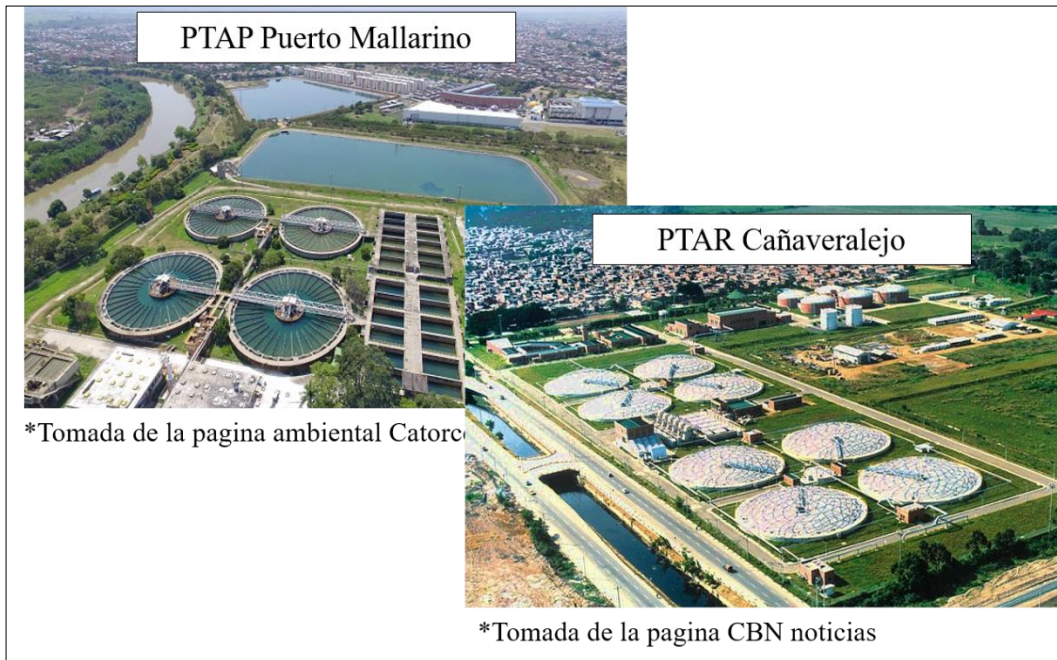 PTAP Puerto Mallarino
PTAR Cañaveralejo
*Tomada de la pagina ambiental
*Tomada de la pagina CBN noticias